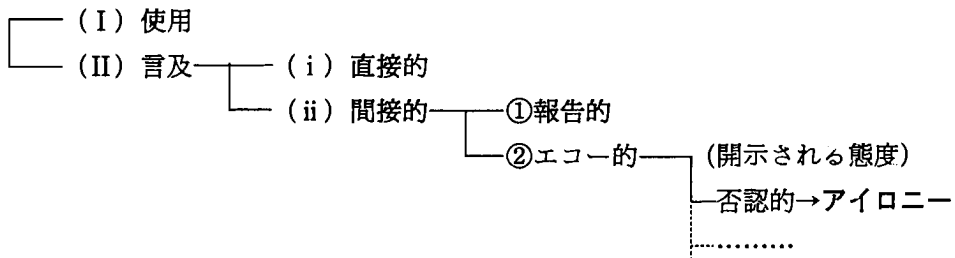 (Ⅰ) 使用
(Ⅱ) 言及 (ⅰ) 直接的
(ⅱ) 間接的 ①報告的
②エコー的 (開示される態度)
否認的→アイロニー
………